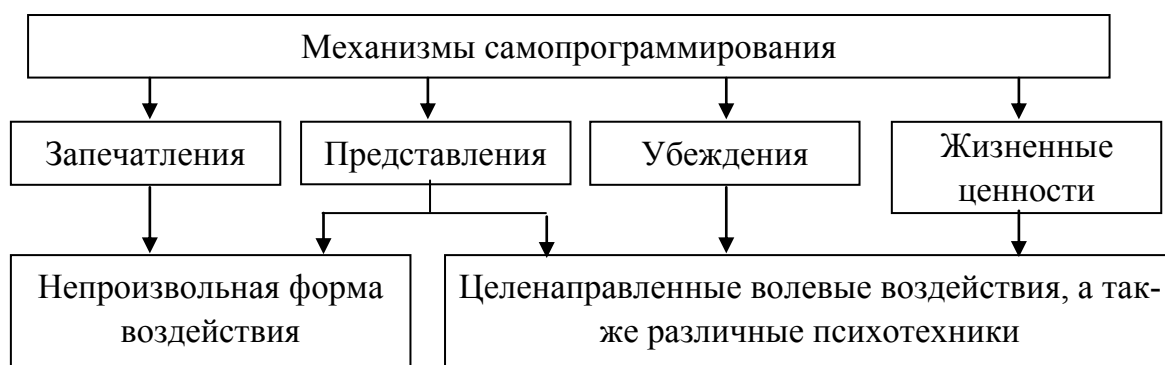 Механизмы самопрограммирования
Запечатления
Представления
Убеждения
Жизненные
ценности
Непроизвольная форма
воздействия
Целенаправленные волевые воздействия, а так-
же различные психотехники